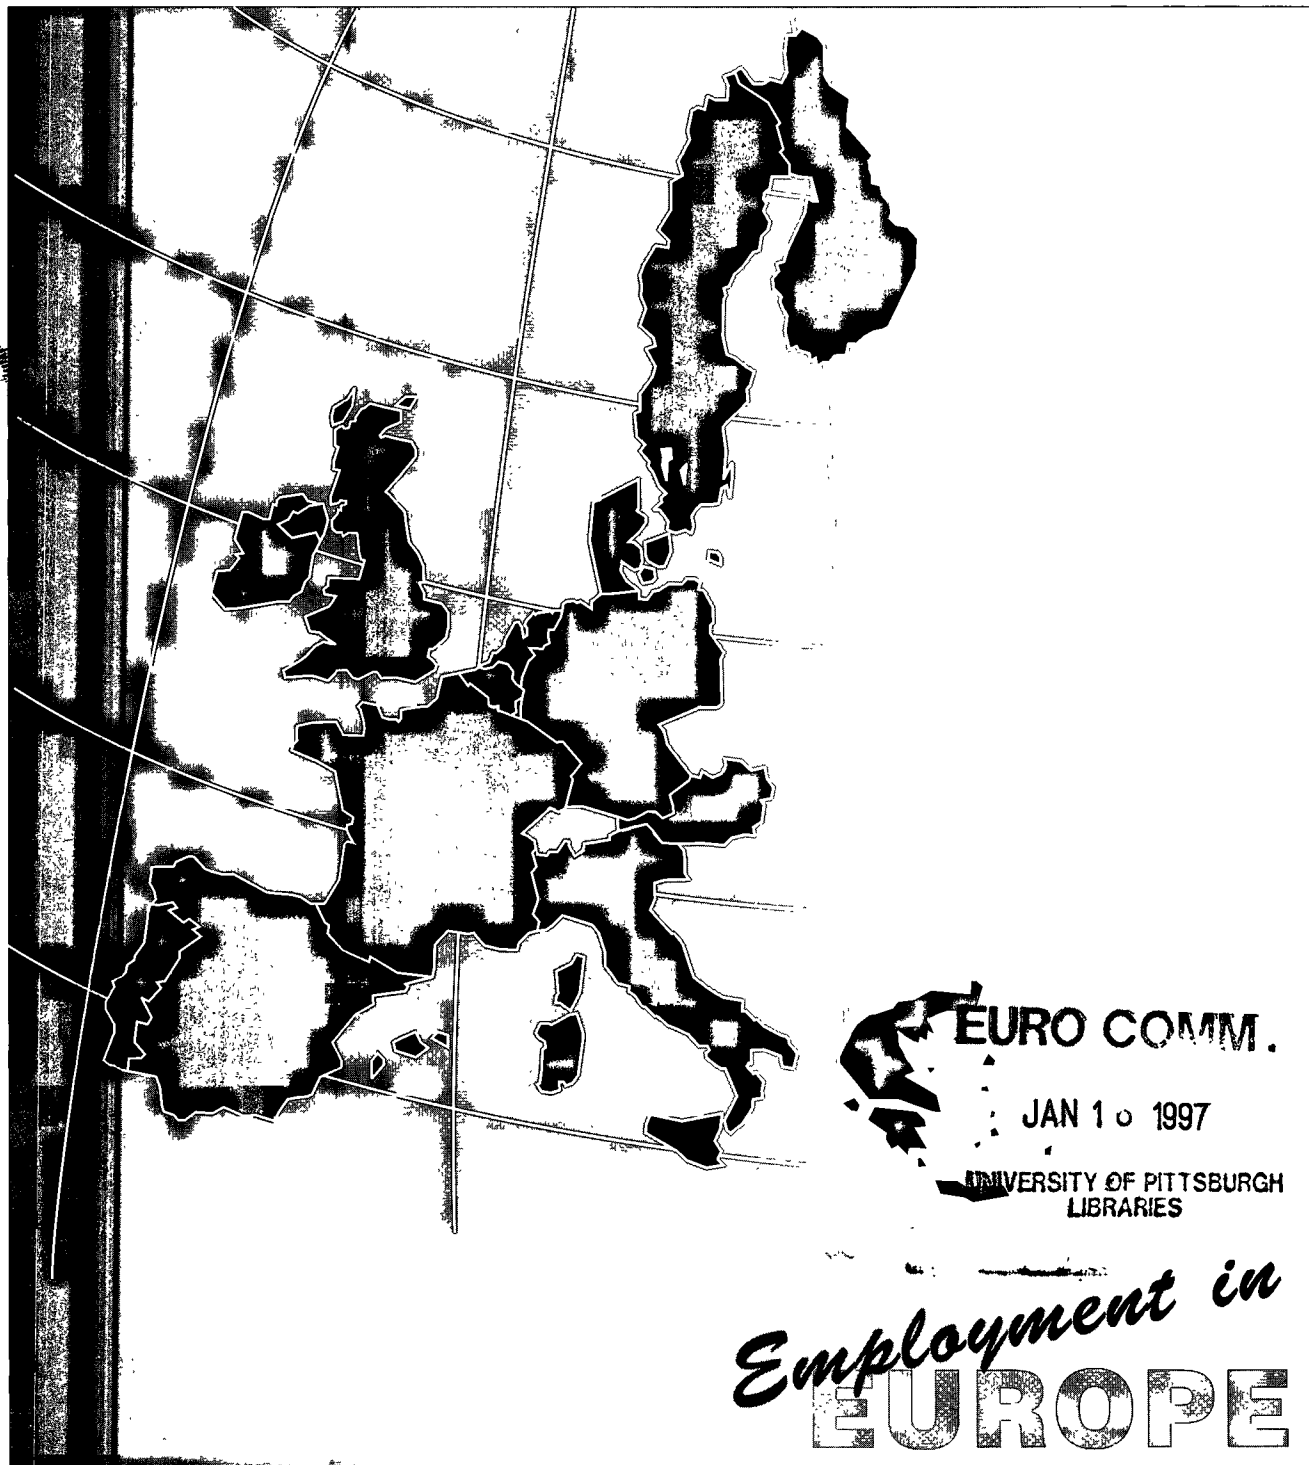 EURO COMM.
JAN 1 0 1997
UNIVERSITY OF PITTSBURGH
LIBRARIES
Employment in
EUROPE